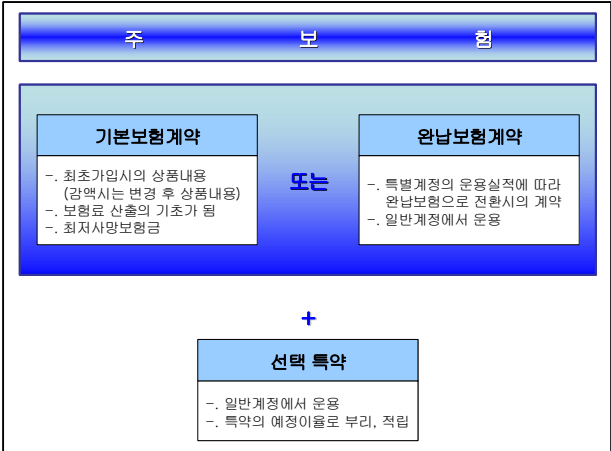 주 보 험
기본보험계약
-. 최초가입시의 상품내용
(감액시는 변경 후 상품내용)
-. 보험료 산출의 기초가 됨
-. 최저사망보험금
또는
완납보험계약
-. 특별계정의 운용실적에 따라
완납보험으로 전환시의 계약
-. 일반계정에서 운용
+
선택 특약
-. 일반계정에서 운용
-. 특약의 예정이율로 부리, 적립